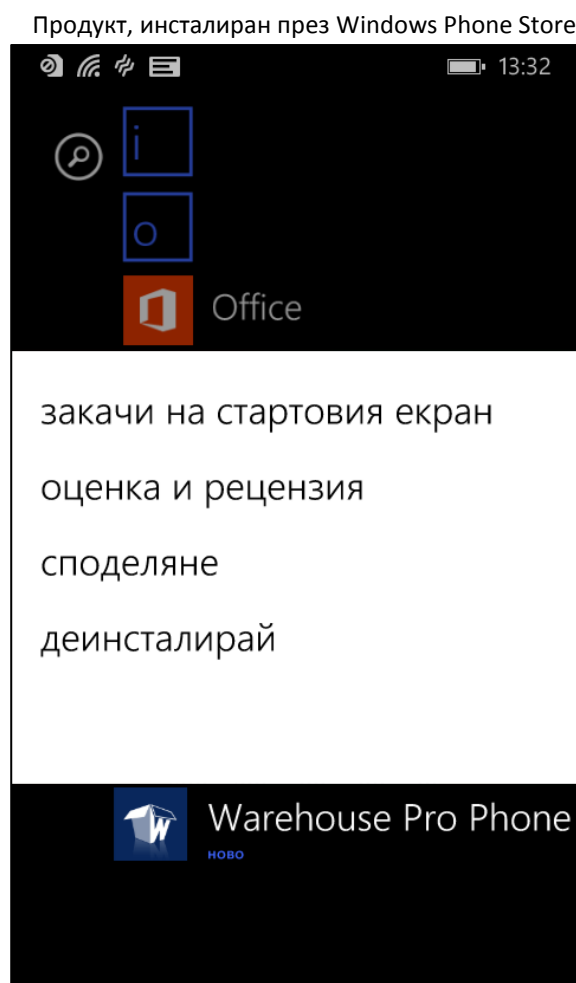 Продукт, инсталиран през Windows Phone Store
13:32
i
o
Office
закачи на стартовия екран
оценка и рецензия
споделяне
деинсталирай
W
Warehouse Pro Phone
ново